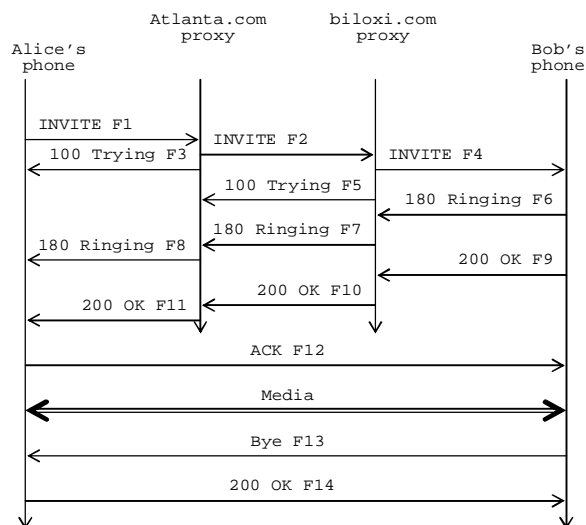 Atlanta.com
proxy
biloxi.com
proxy
Alice's
phone
Bob's
phone
INVITE F1
INVITE F2
100 Trying F3
INVITE F4
100 Trying F5
180 Ringing F6
180 Ringing F7
180 Ringing F8
200 OK F9
200 OK F10
200 OK F11
ACK F12
Media
Bye F13
200 OK F14